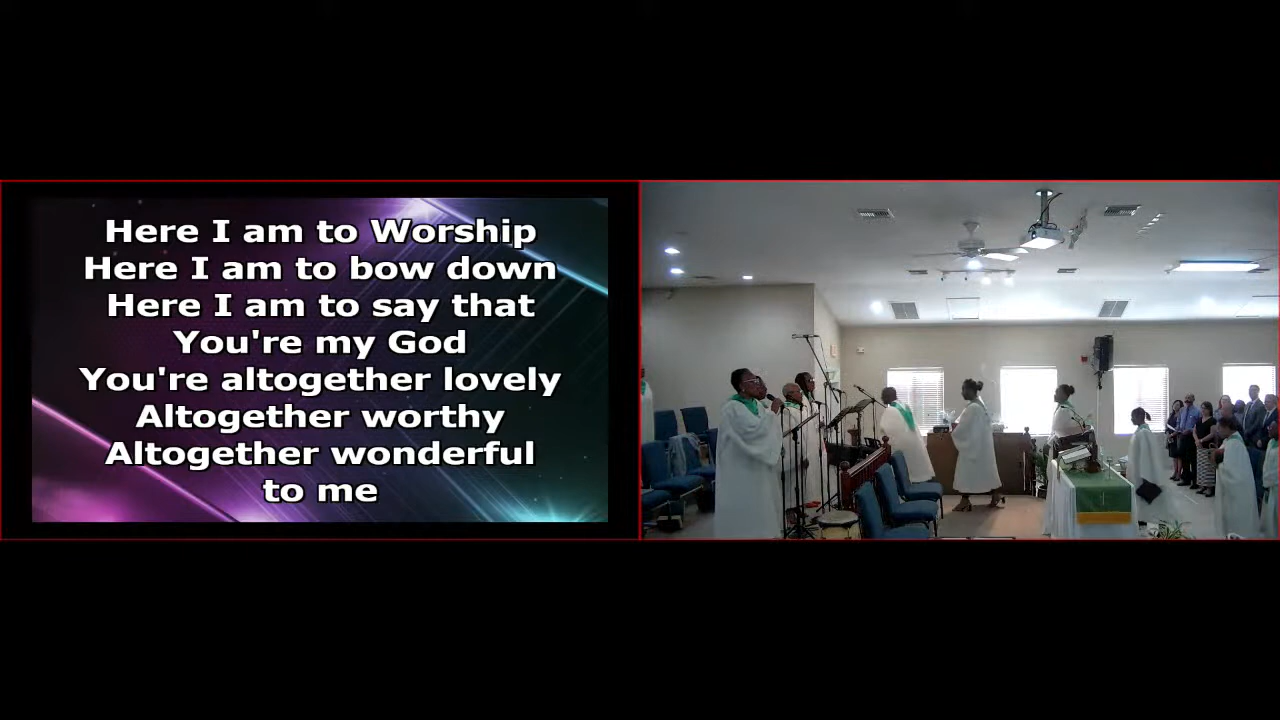 Here I am to Worship
Here I am to bow down
Here I am to say that
You're my God
You're altogether lovely
Altogether worthy
Altogether wonderful
to me